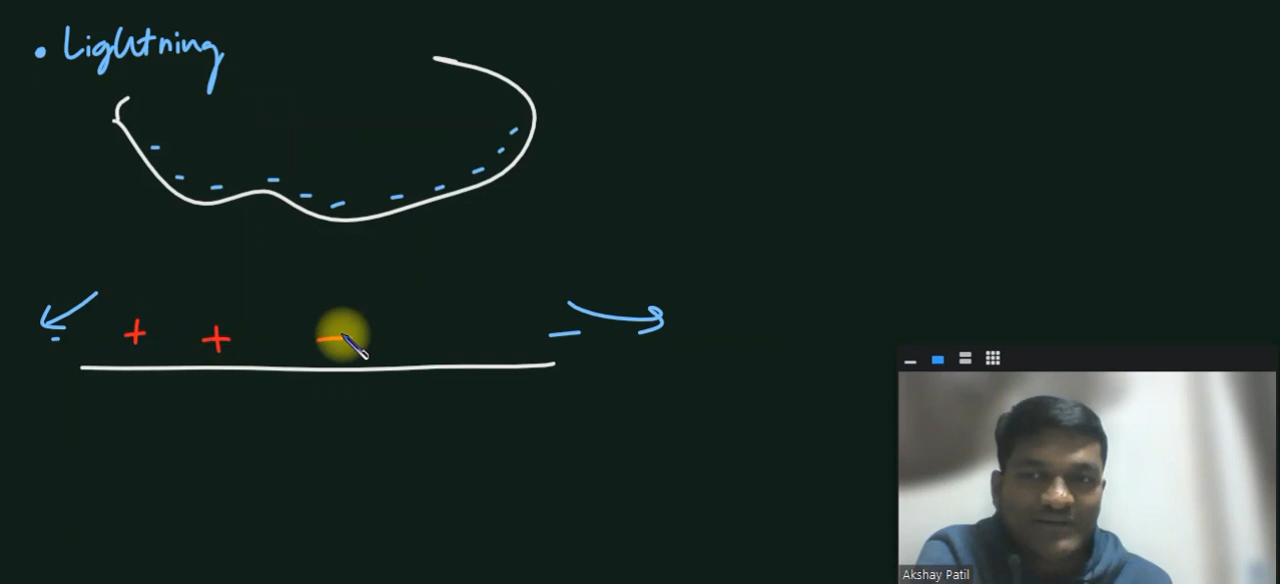 • Lightning
- - - - - - - - - - -
- + + - -
Akshay Patil